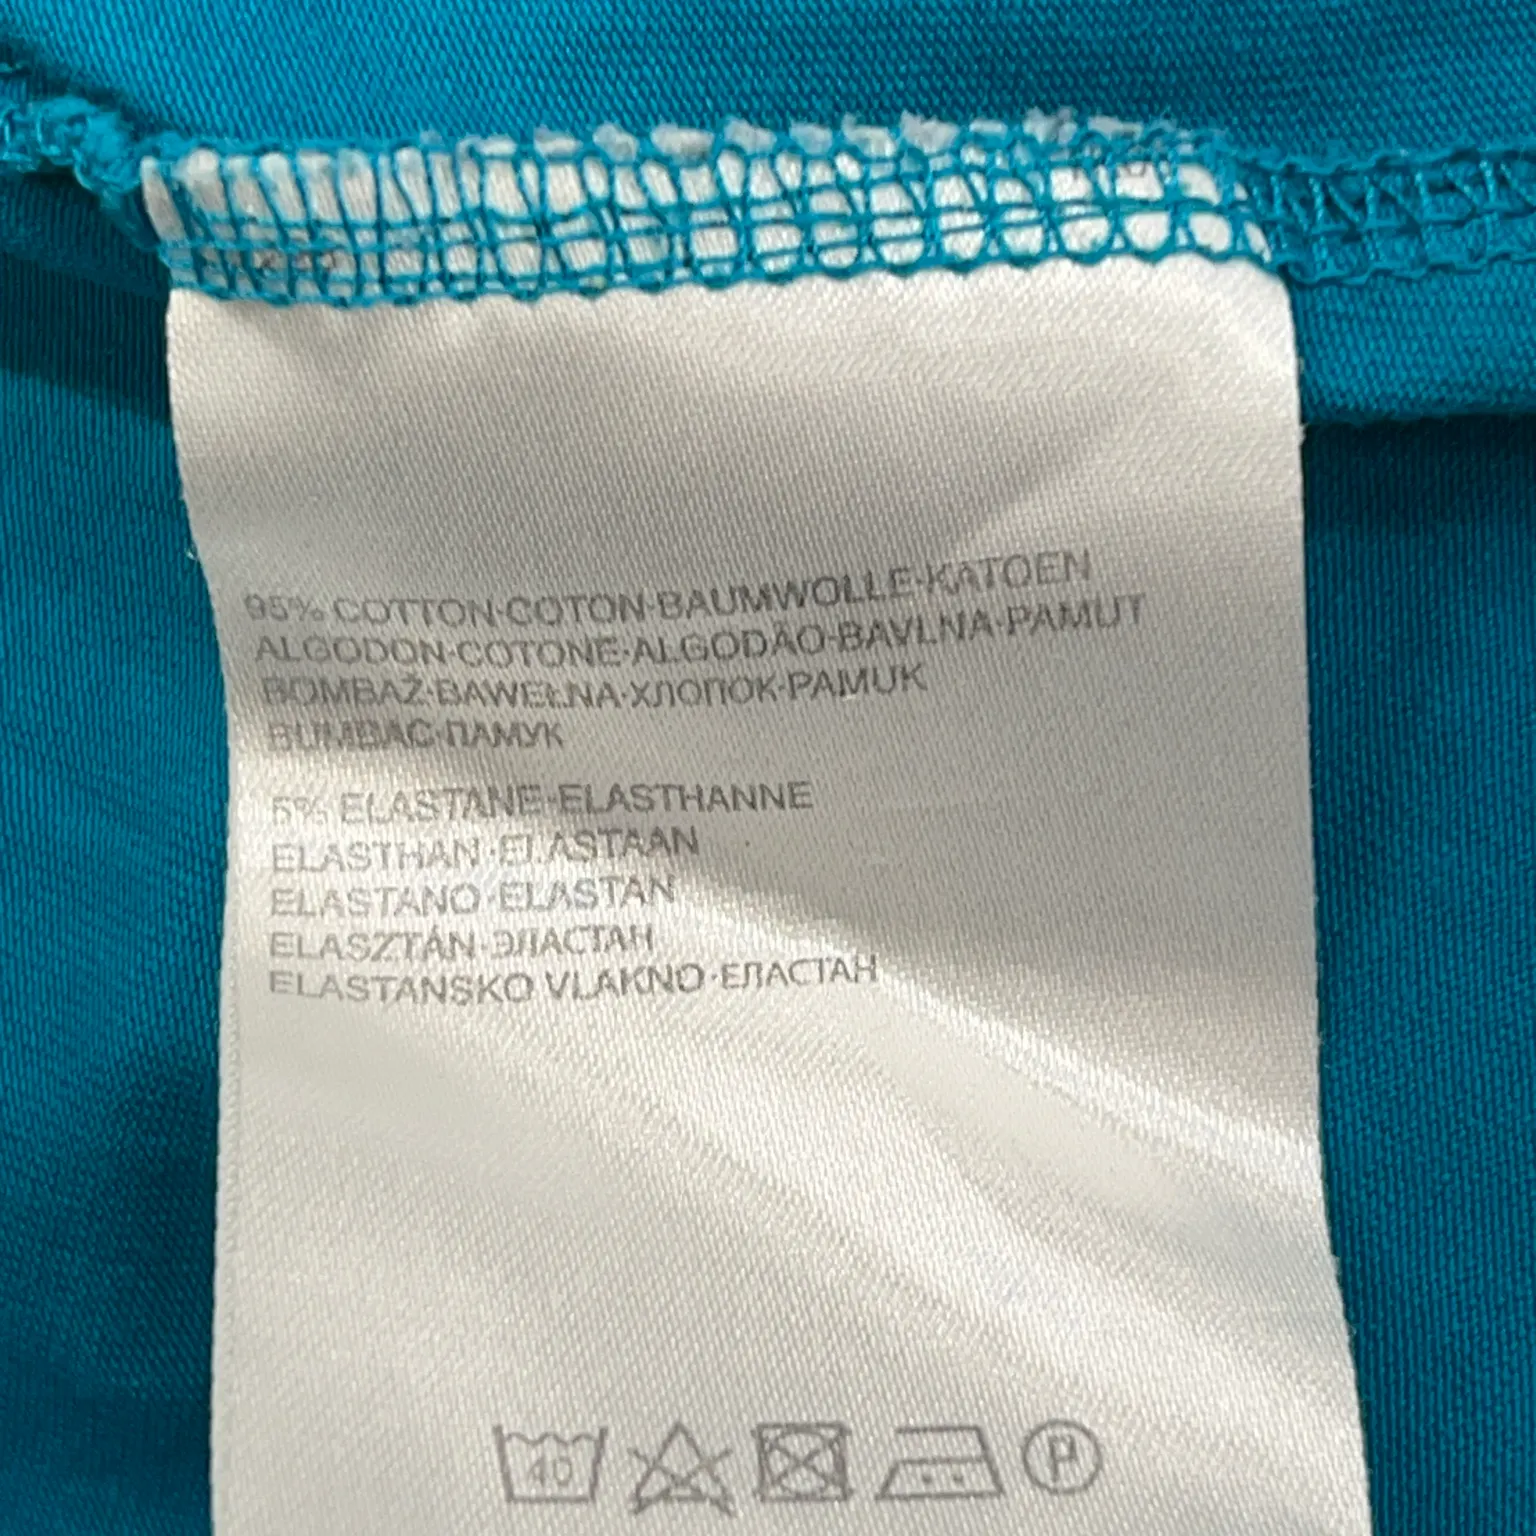 95% COTTON·COTON·BAUMWOLLE·KATOEN
ALGODON·COTONE·ALGODÃO·BAVLNA·PAMUT
BOMBAŽ·BAWEŁNA·ХЛОПОК·PAMUK
BUMBAC·ПАМУК
5% ELASTANE·ELASTHANNE
ELASTHAN·ELASTAAN
ELASTANO·ELASTAN
ELASZTÁN·ЭЛАСТАН
ELASTANSKO VLAKNO·ЕЛАСТАН
40 P